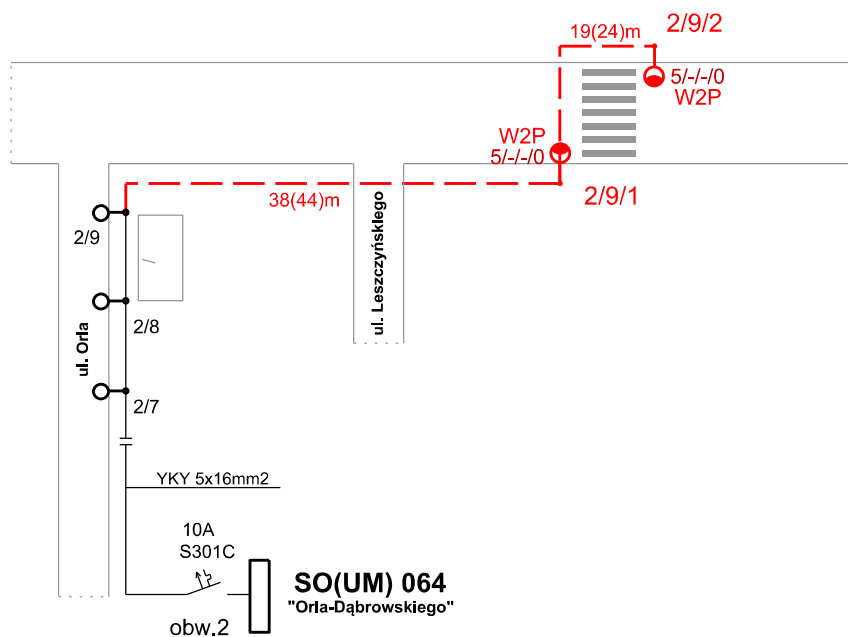 19(24)m
2/9/2
5/-/-/0
W2P
W2P
5/-/-/0
38(44)m
2/9/1
2/9
ul. Leszczyńskiego
2/8
ul. Orla
2/7
YKY 5x16mm2
10A
S301C
SO(UM) 064
"Orla-Dąbrowskiego"
obw.2